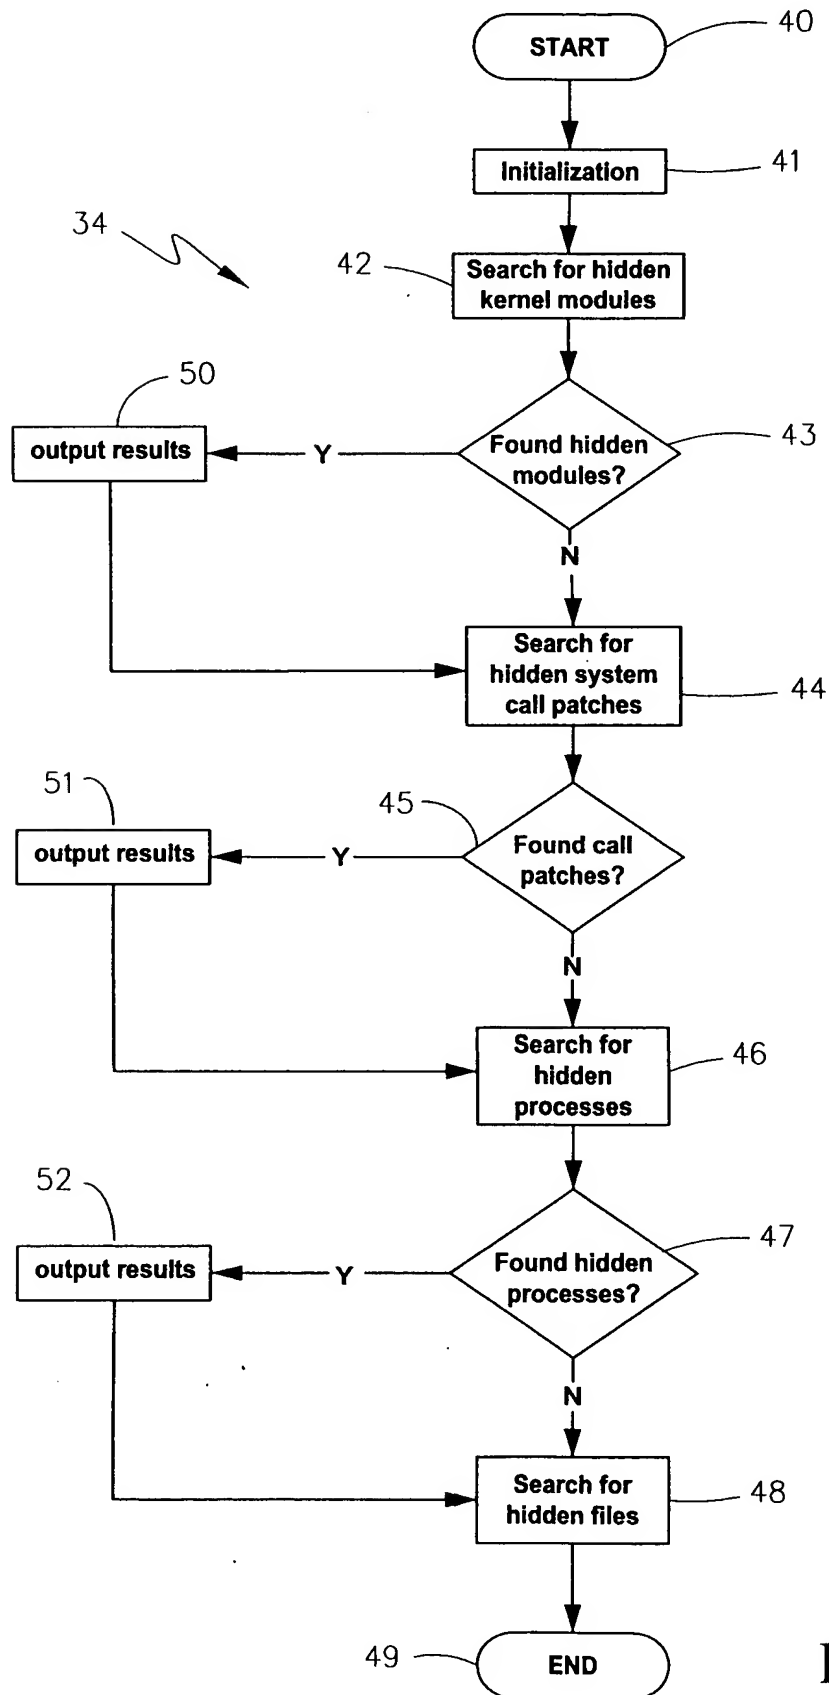 40
START
41
Initialization
34
42
Search for hidden
kernel modules
50
output results
Y
43
Found hidden
modules?
N
Search for
hidden system
call patches
44
51
output results
Y
45
Found call
patches?
N
Search for
hidden
processes
46
52
output results
Y
47
Found hidden
processes?
N
Search for
hidden files
48
49
END